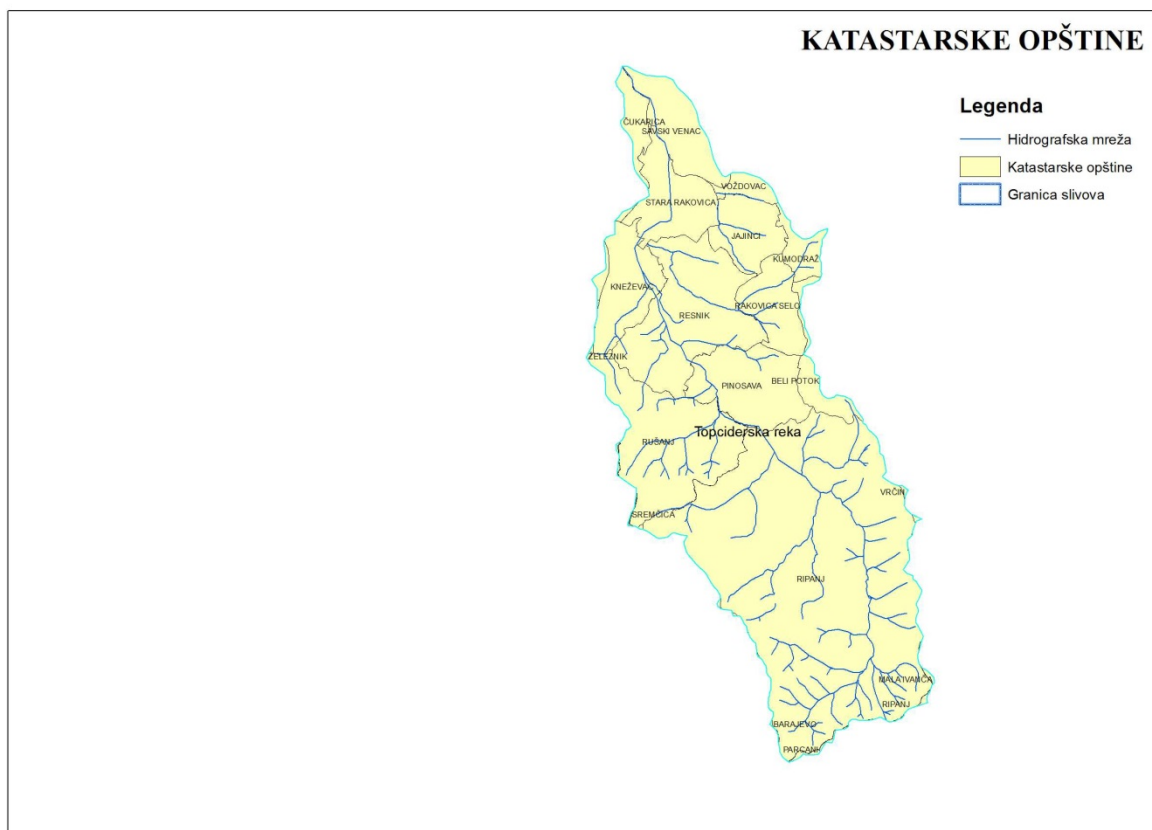 KATASTARSKE OPŠTINE
Legenda
Hidrografska mreža
Katastarske opštine
Granica slivova
ČUKARICA
SAVSKI VENAC
VOŽDOVAC
STARA RAKOVICA
JAJINCI
KUMODRAŽ
KNEŽEVAC
RAKOVICA SELO
RESNIK
ŽELEZNIK
BELI POTOK
PINOSAVA
Topciderska reka
RUŠANJ
VRČIN
SREMČICA
RIPANJ
MALA IVANČA
RIPANJ
BARAJEVO
PARCANI